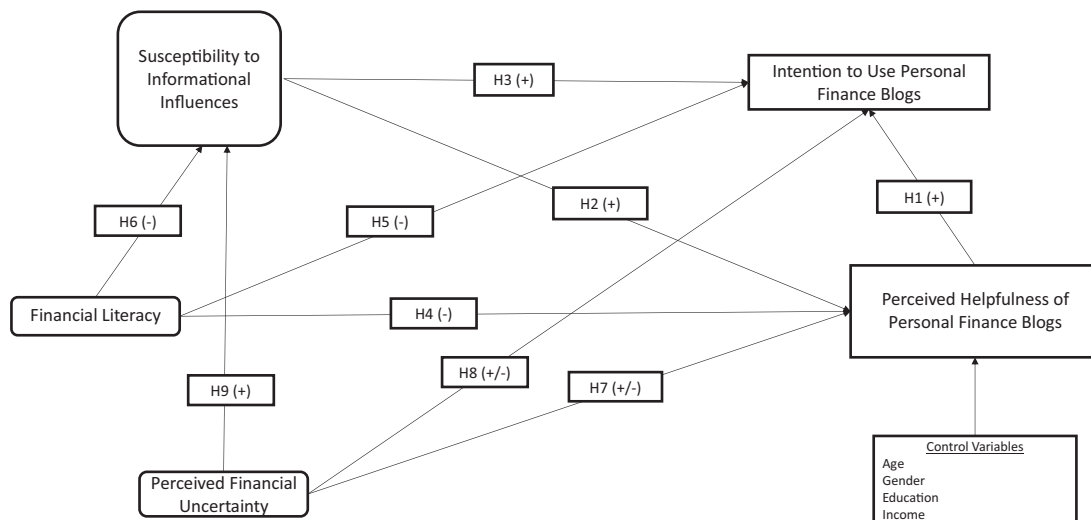 Susceptibility to
Informational
Influences
H3 (+)
Intention to Use Personal
Finance Blogs
H6 (-)
H5 (-)
H2 (+)
H1 (+)
Financial Literacy
H4 (-)
Perceived Helpfulness of
Personal Finance Blogs
H9 (+)
H8 (+/-)
H7 (+/-)
Perceived Financial
Uncertainty
Control Variables
Age
Gender
Education
Income